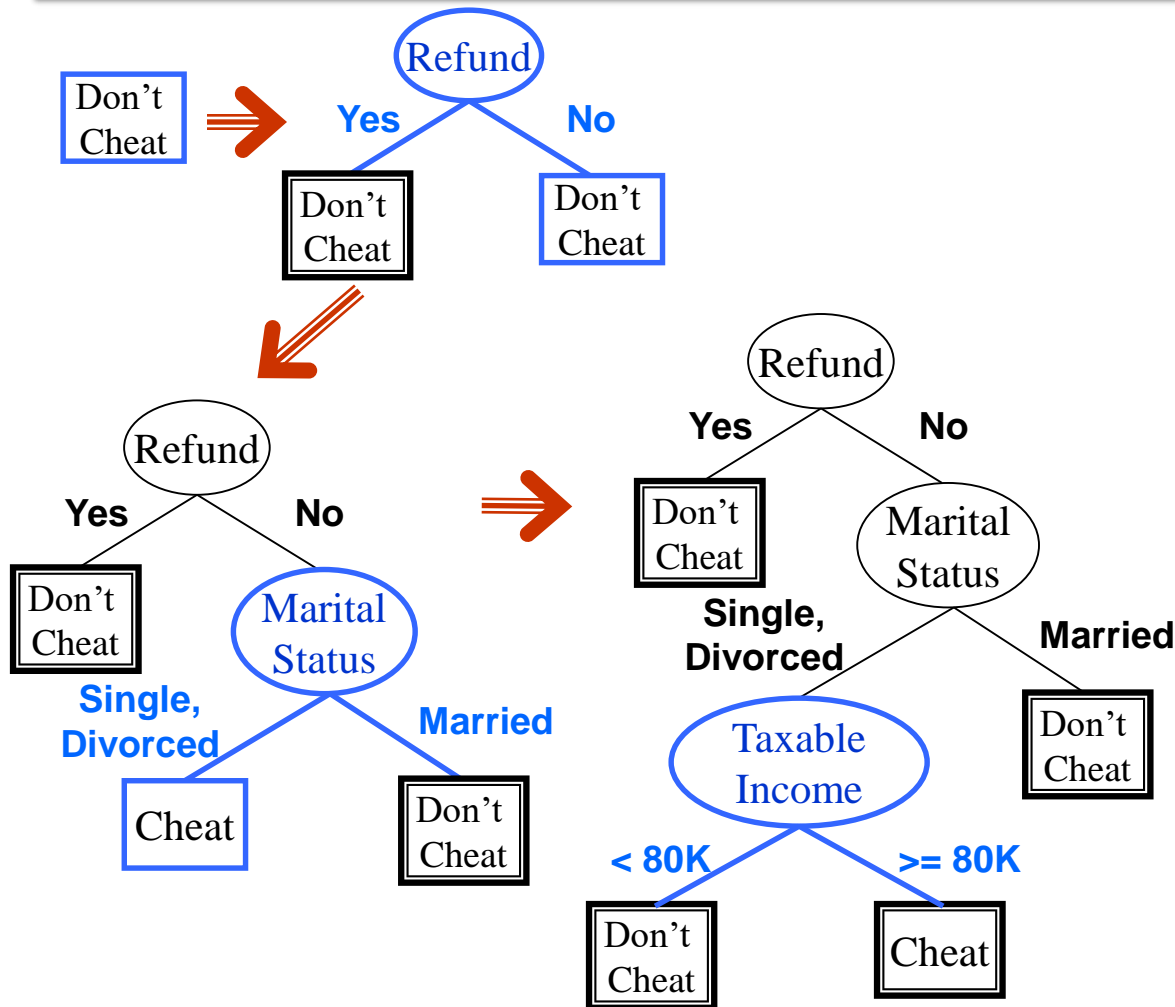 Refund
Don't
Cheat
Yes
No
Don't
Cheat
Don't
Cheat
Refund
Yes
No
Don't
Cheat
Marital
Status
Single,
Divorced
Married
Cheat
Don't
Cheat
Refund
Yes
No
Don't
Cheat
Marital
Status
Single,
Divorced
Married
Taxable
Income
Don't
Cheat
< 80K
>= 80K
Don't
Cheat
Cheat